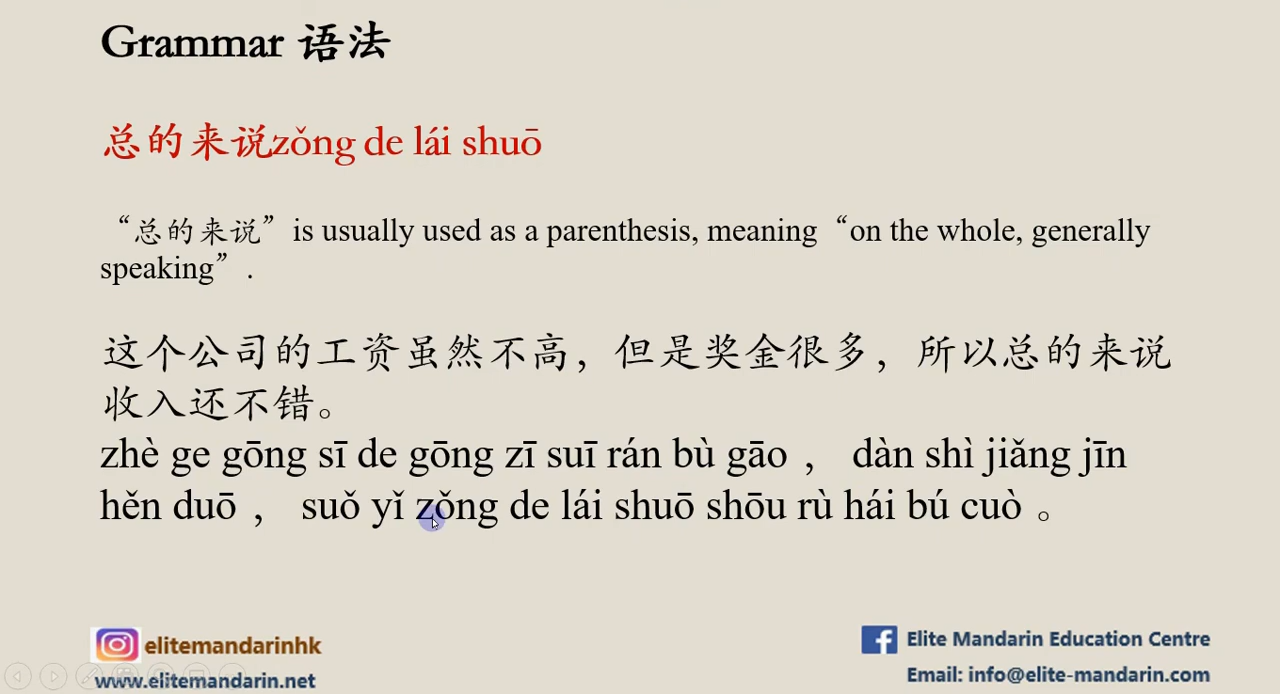 Grammar 语法
总的来说zǒng de lái shuō
“总的来说”is usually used as a parenthesis, meaning“on the whole, generally
speaking”.
这个公司的工资虽然不高，但是奖金很多，所以总的来说
收入还不错。
zhè ge gōng sī de gōng zī suī rán bù gāo， dàn shì jiǎng jīn
hěn duō， suǒ yǐ zǒng de lái shuō shōu rù hái bú cuò 。
elitemandarinhk
www.elitemandarin.net
Elite Mandarin Education Centre
Email: info@elite-mandarin.com